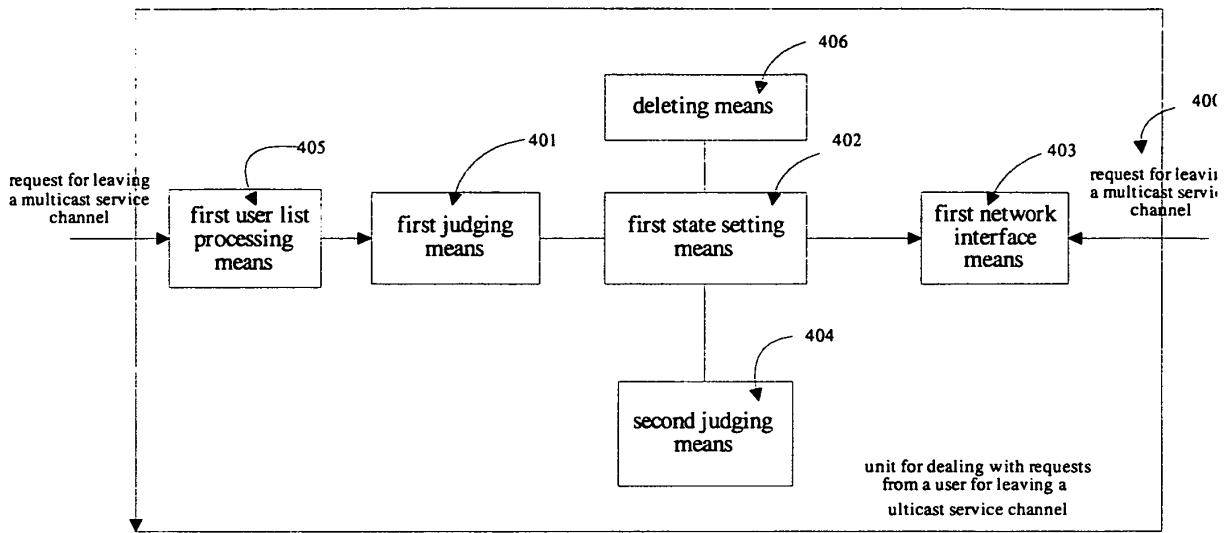 406
deleting means
400
405
401
402
403
request for leaving
a multicast service
channel
first user list
processing
means
first judging
means
first state setting
means
first network
interface
means
request for leavi
a multicast servi
channel
404
second judging
means
unit for dealing with requests
from a user for leaving a
ulticast service channel